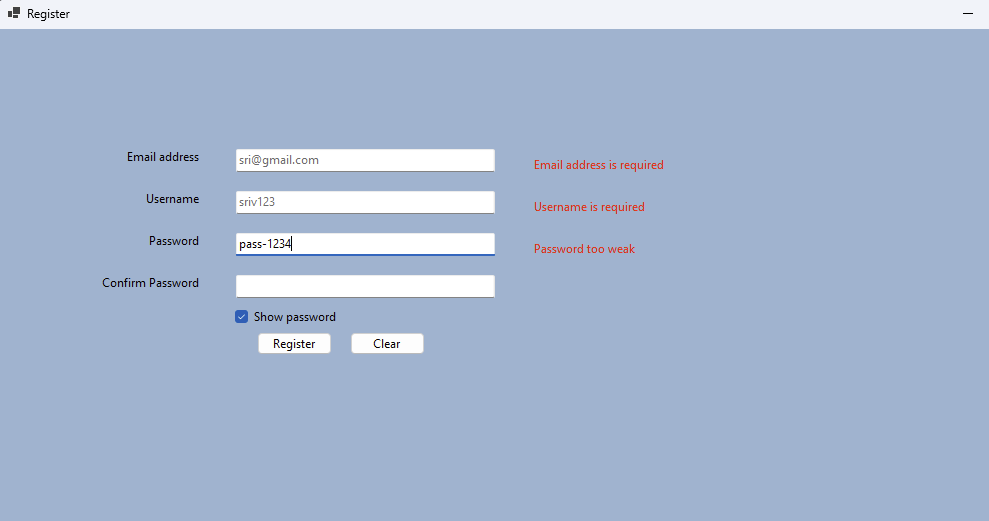 Register
Email address sri@gmail.com Email address is required
Username sriv123 Username is required
Password pass-1234 Password too weak
Confirm Password
Show password
Register Clear